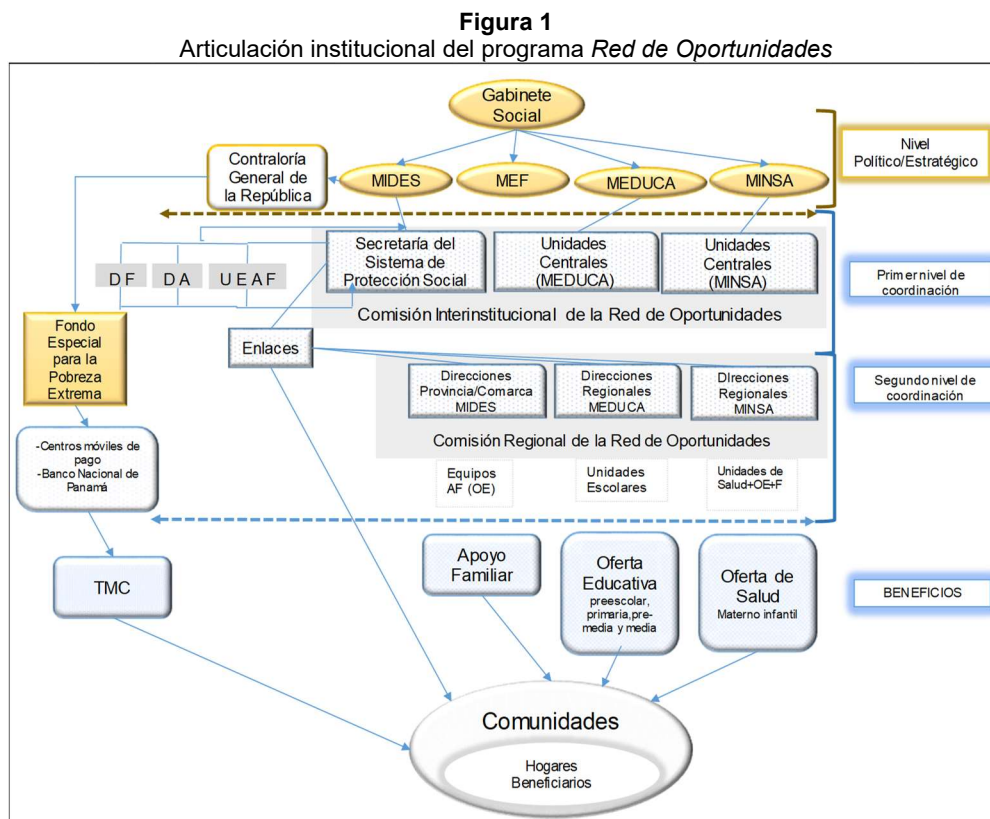 Figura 1
Articulación institucional del programa Red de Oportunidades
Gabinete
Social
Nivel
Político/Estratégico
Contraloría
General de
la República
MIDES
MEF
MEDUCA
MINSA
Secretaría del
Sistema de
Protección Social
Unidades
Centrales
(MEDUCA)
Unidades
Centrales
(MINSA)
D F
D A
U E A F
Primer nivel de
coordinación
Comisión Interinstitucional de la Red de Oportunidades
Fondo
Especial
para la
Pobreza
Extrema
Enlaces
Direcciones
Provincia/Comarca
MIDES
Direcciones
Regionales
MEDUCA
DIrecciones
Regionales
MINSA
Segundo nivel de
coordinación
Comisión Regional de la Red de Oportunidades
-Centros móviles de
pago
-Banco Nacional de
Panamá
Equipos
AF (OE)
Unidades
Escolares
Unidades de
Salud+OE+F
TMC
Apoyo
Familiar
Oferta
Educativa
preescolar,
primaria,pre-
media y media
Oferta de
Salud
Materno infantil
BENEFICIOS
Comunidades
Hogares
Beneficiarios